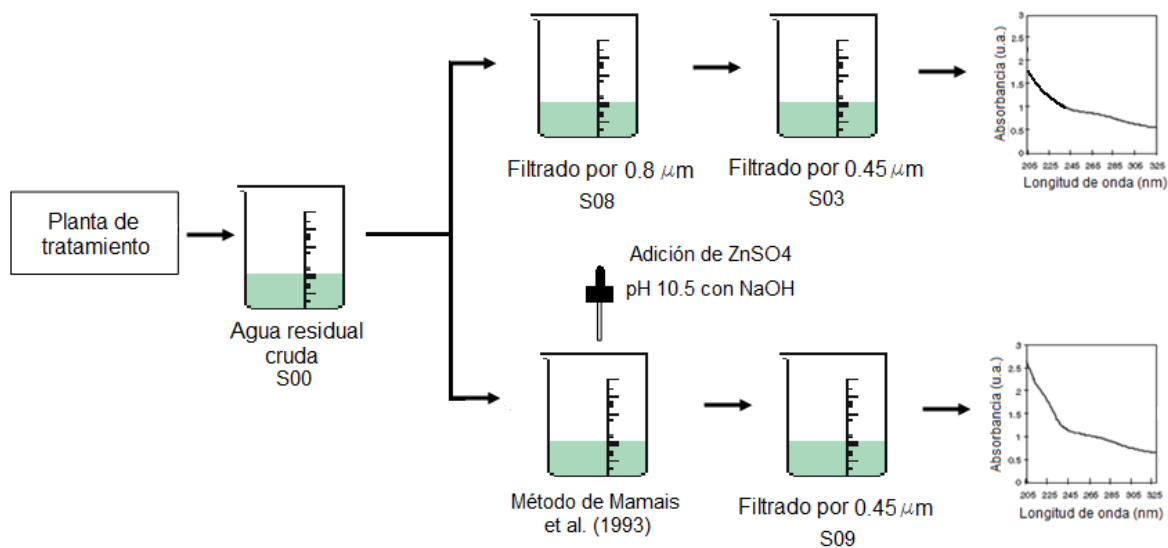 Planta de
tratamiento
Agua residual
cruda
S00
Filtrado por 0.8 μm
S08
Filtrado por 0.45 μm
S03
Absorbancia (u.a.)
3
2.5
2
1.5
1
0.5
0
205 225 245 265 285 305 325
Longitud de onda (nm)
Adición de ZnSO4
pH 10.5 con NaOH
Método de Mamais
et al. (1993)
Filtrado por 0.45 μm
S09
Absorbancia (u.a.)
3
2.5
2
1.5
1
0.5
0
205 225 245 265 285 305 325
Longitud de onda (nm)